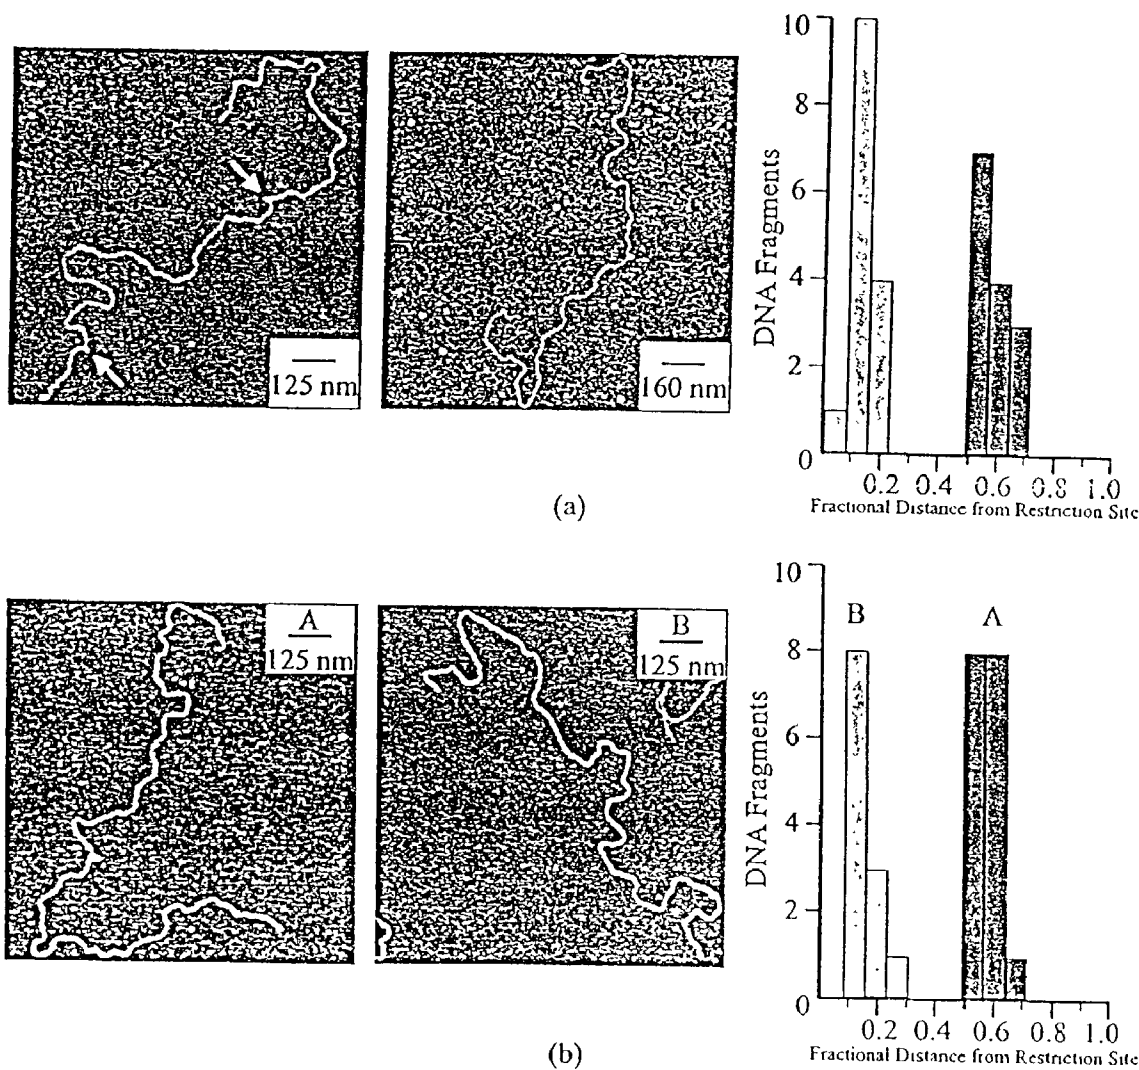 125 nm
160 nm
10
8
6
4
2
0
DNA Fragments
0.2 0.4 0.6 0.8 1.0
Fractional Distance from Restriction Site
(a)
A
125 nm
B
125 nm
10
8
6
4
2
0
DNA Fragments
B A
0.2 0.4 0.6 0.8 1.0
Fractional Distance from Restriction Site
(b)